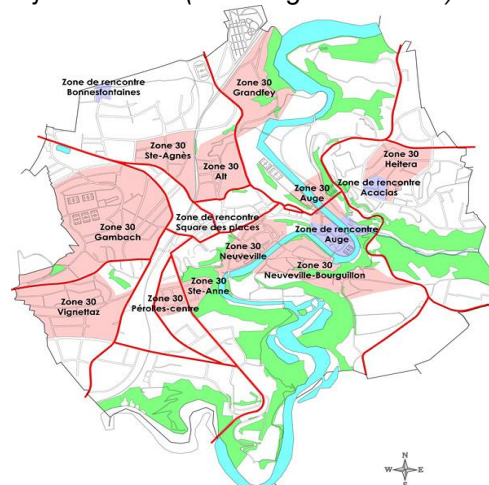 Zone de rencontre
Bonnesfontaines
Zone 30
Grandfey
Zone 30
Ste-Agnès
Zone 30
Alt
Zone 30
Heitera
Zone de rencontre
Acacias
Zone 30
Auge
Zone 30
Gambach
Zone de rencontre
Square des places
Zone de rencontre
Auge
Zone 30
Neuveville
Zone 30
Neuveville-Bourguillon
Zone 30
Ste-Anne
Zone 30
Vignettaz
Zone 30
Pérolles-centre
N
W
E
S